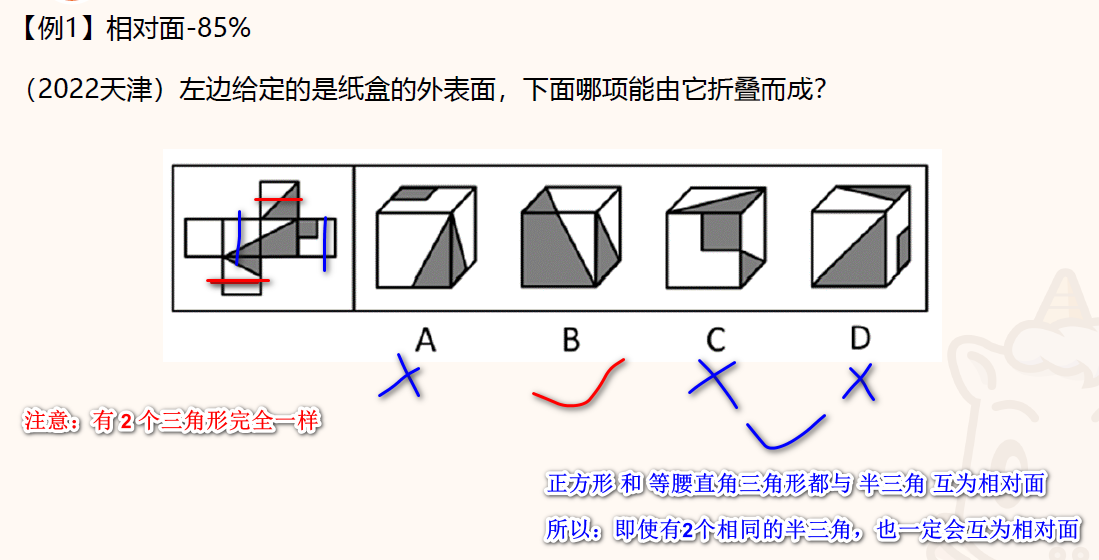 【例1】相对面-85%
（2022天津）左边给定的是纸盒的外表面，下面哪项能由它折叠而成？
A B C D
注意：有 2 个三角形完全一样
正方形 和 等腰直角三角形都与 半三角 互为相对面
所以：即使有2个相同的半三角，也一定会互为相对面